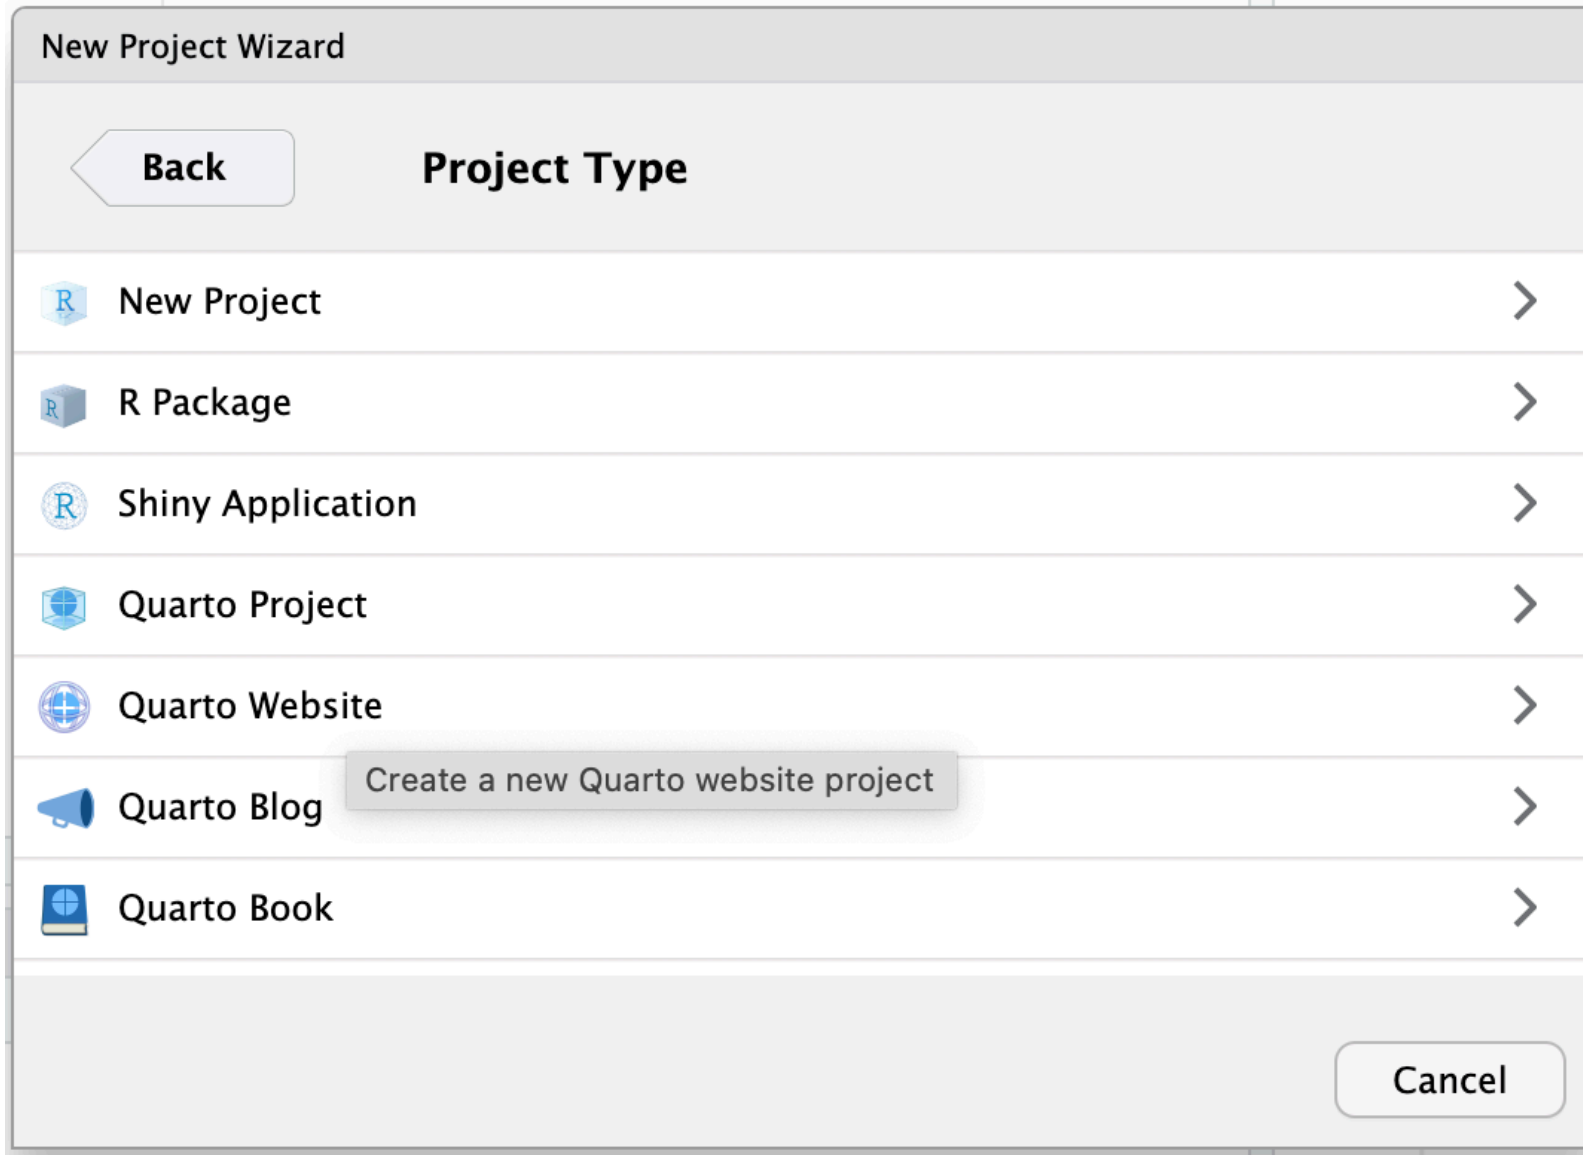 New Project Wizard
Back
Project Type
R New Project
R R Package
R Shiny Application
Quarto Project
Quarto Website
Create a new Quarto website project
Quarto Blog
Quarto Book
Cancel